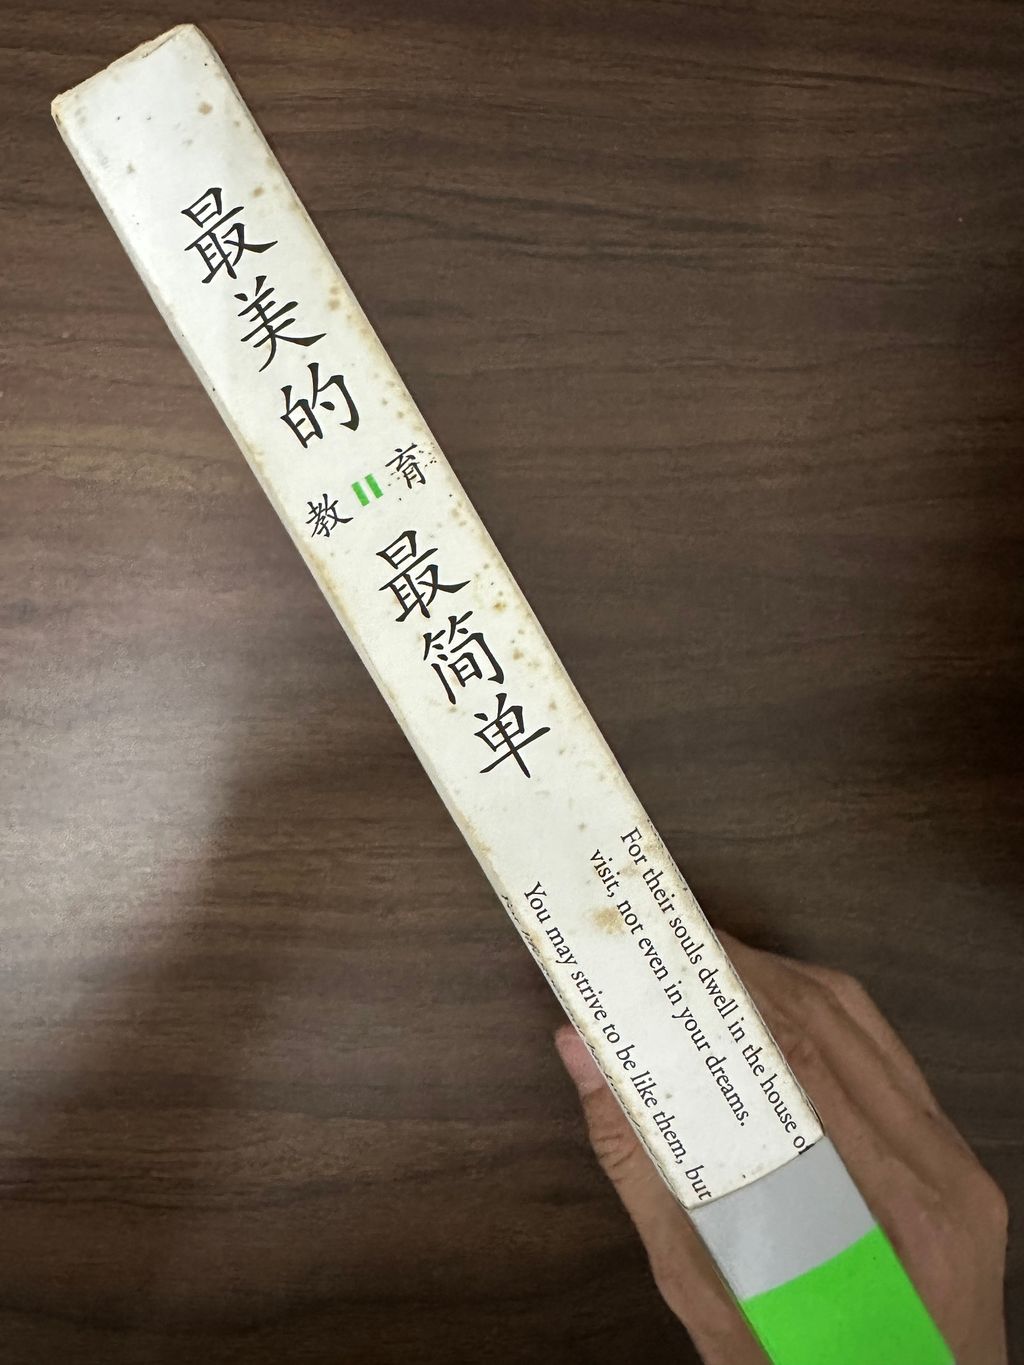 最美的
教育
最简单
For their souls dwell in the house of
visit, not even in your dreams.
You may strive to be like them, but